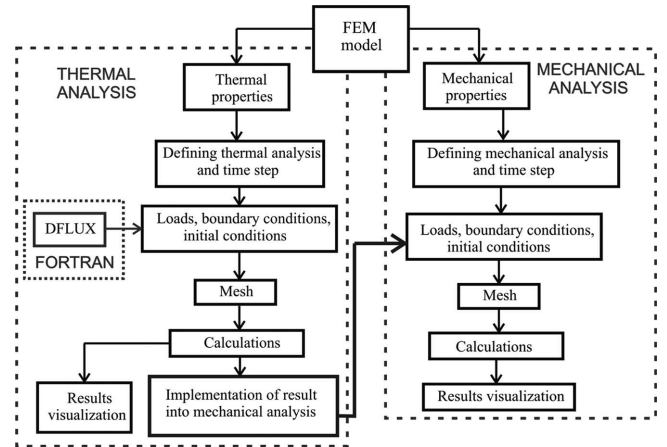 FEM
model
THERMAL
ANALYSIS
Thermal
properties
Defining thermal analysis
and time step
DFLUX
FORTRAN
Loads, boundary conditions,
initial conditions
Mesh
Calculations
Results
visualization
Implementation of result
into mechanical analysis
MECHANICAL
ANALYSIS
Mechanical
properties
Defining mechanical analysis
and time step
Loads, boundary conditions,
initial conditions
Mesh
Calculations
Results visualization